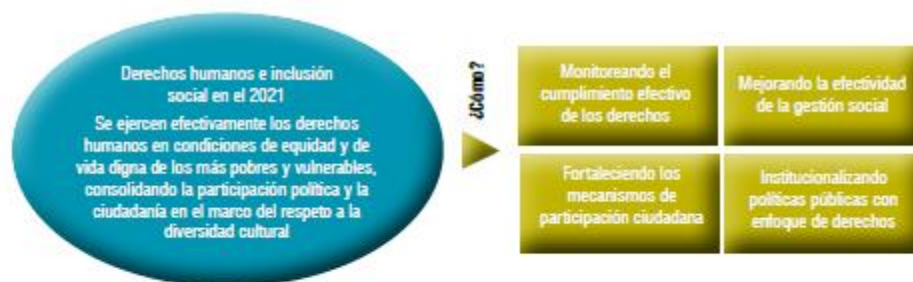 Derechos humanos e inclusión
social en el 2021
Se ejercen efectivamente los derechos
humanos en condiciones de equidad y de
vida digna de los más pobres y vulnerables,
consolidando la participación política y la
ciudadanía en el marco del respeto a la
diversidad cultural
¿Cómo?
Monitoreando el
cumplimiento efectivo
de los derechos
Mejorando la efectividad
de la gestión social
Fortaleciendo los
mecanismos de
participación ciudadana
Institucionalizando
políticas públicas con
enfoque de derechos